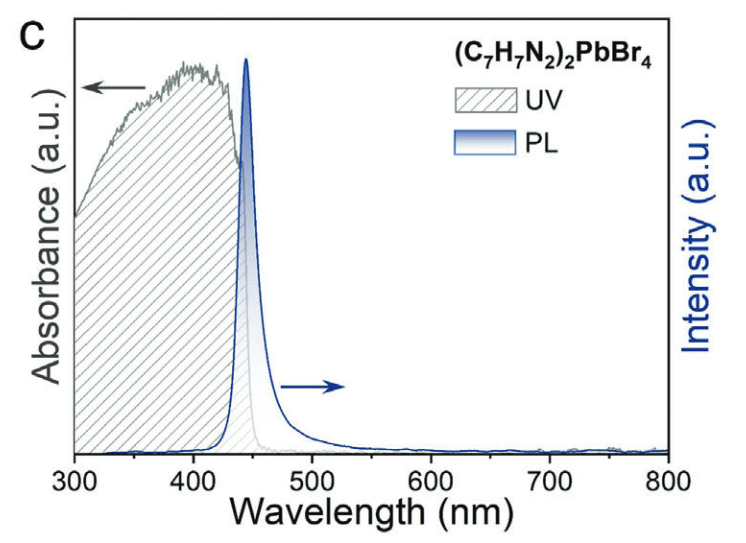 C
(C₇H₇N₂)₂PbBr₄
UV
PL
Absorbance (a.u.)
Intensity (a.u.)
300 400 500 600 700 800
Wavelength (nm)